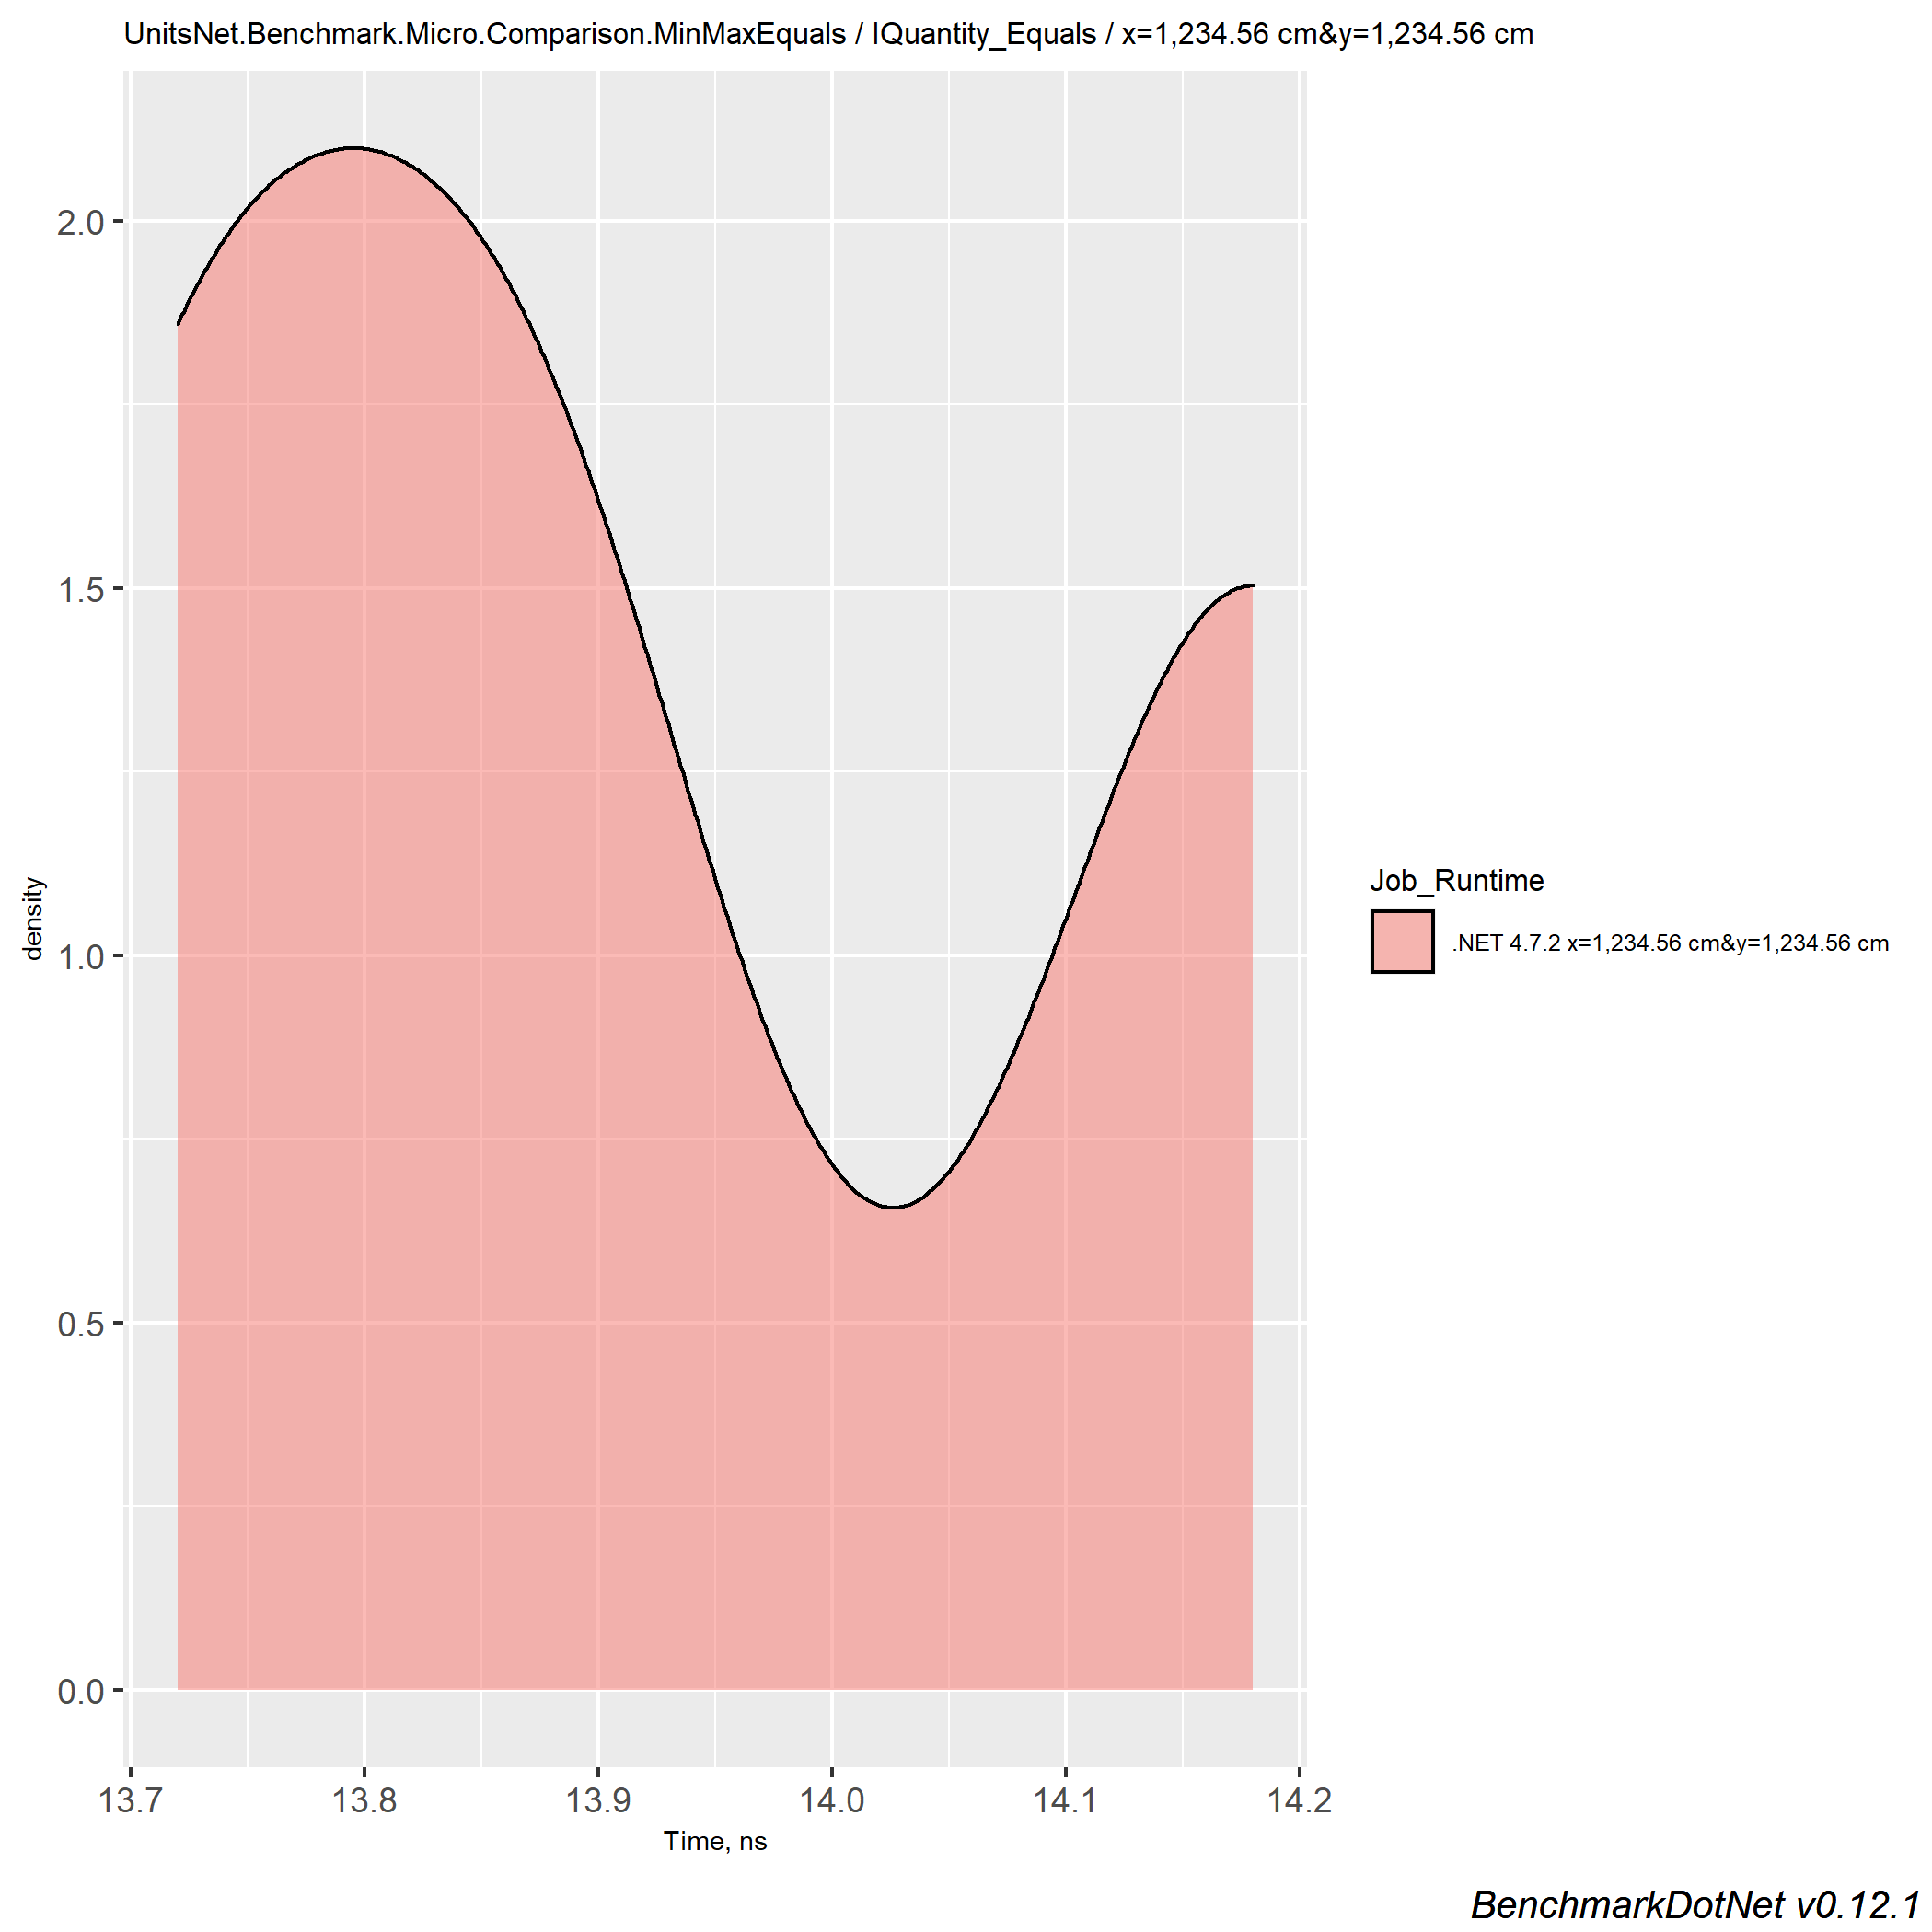 UnitsNet.Benchmark.Micro.Comparison.MinMaxEquals / IQuantity_Equals / x=1,234.56 cm&y=1,234.56 cm
2.0
1.5
1.0
0.5
0.0
density
13.7 13.8 13.9 14.0 14.1 14.2
Time, ns
Job_Runtime
.NET 4.7.2 x=1,234.56 cm&y=1,234.56 cm
BenchmarkDotNet v0.12.1